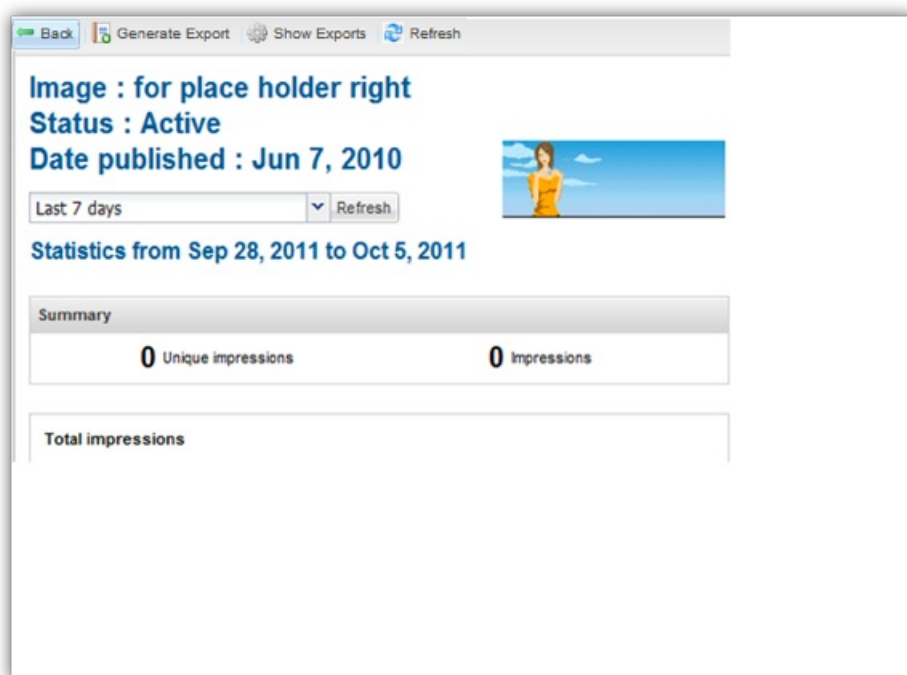 Back Generate Export Show Exports Refresh
Image : for place holder right
Status : Active
Date published : Jun 7, 2010
Last 7 days Refresh
Statistics from Sep 28, 2011 to Oct 5, 2011
Summary
0 Unique impressions 0 Impressions
Total impressions